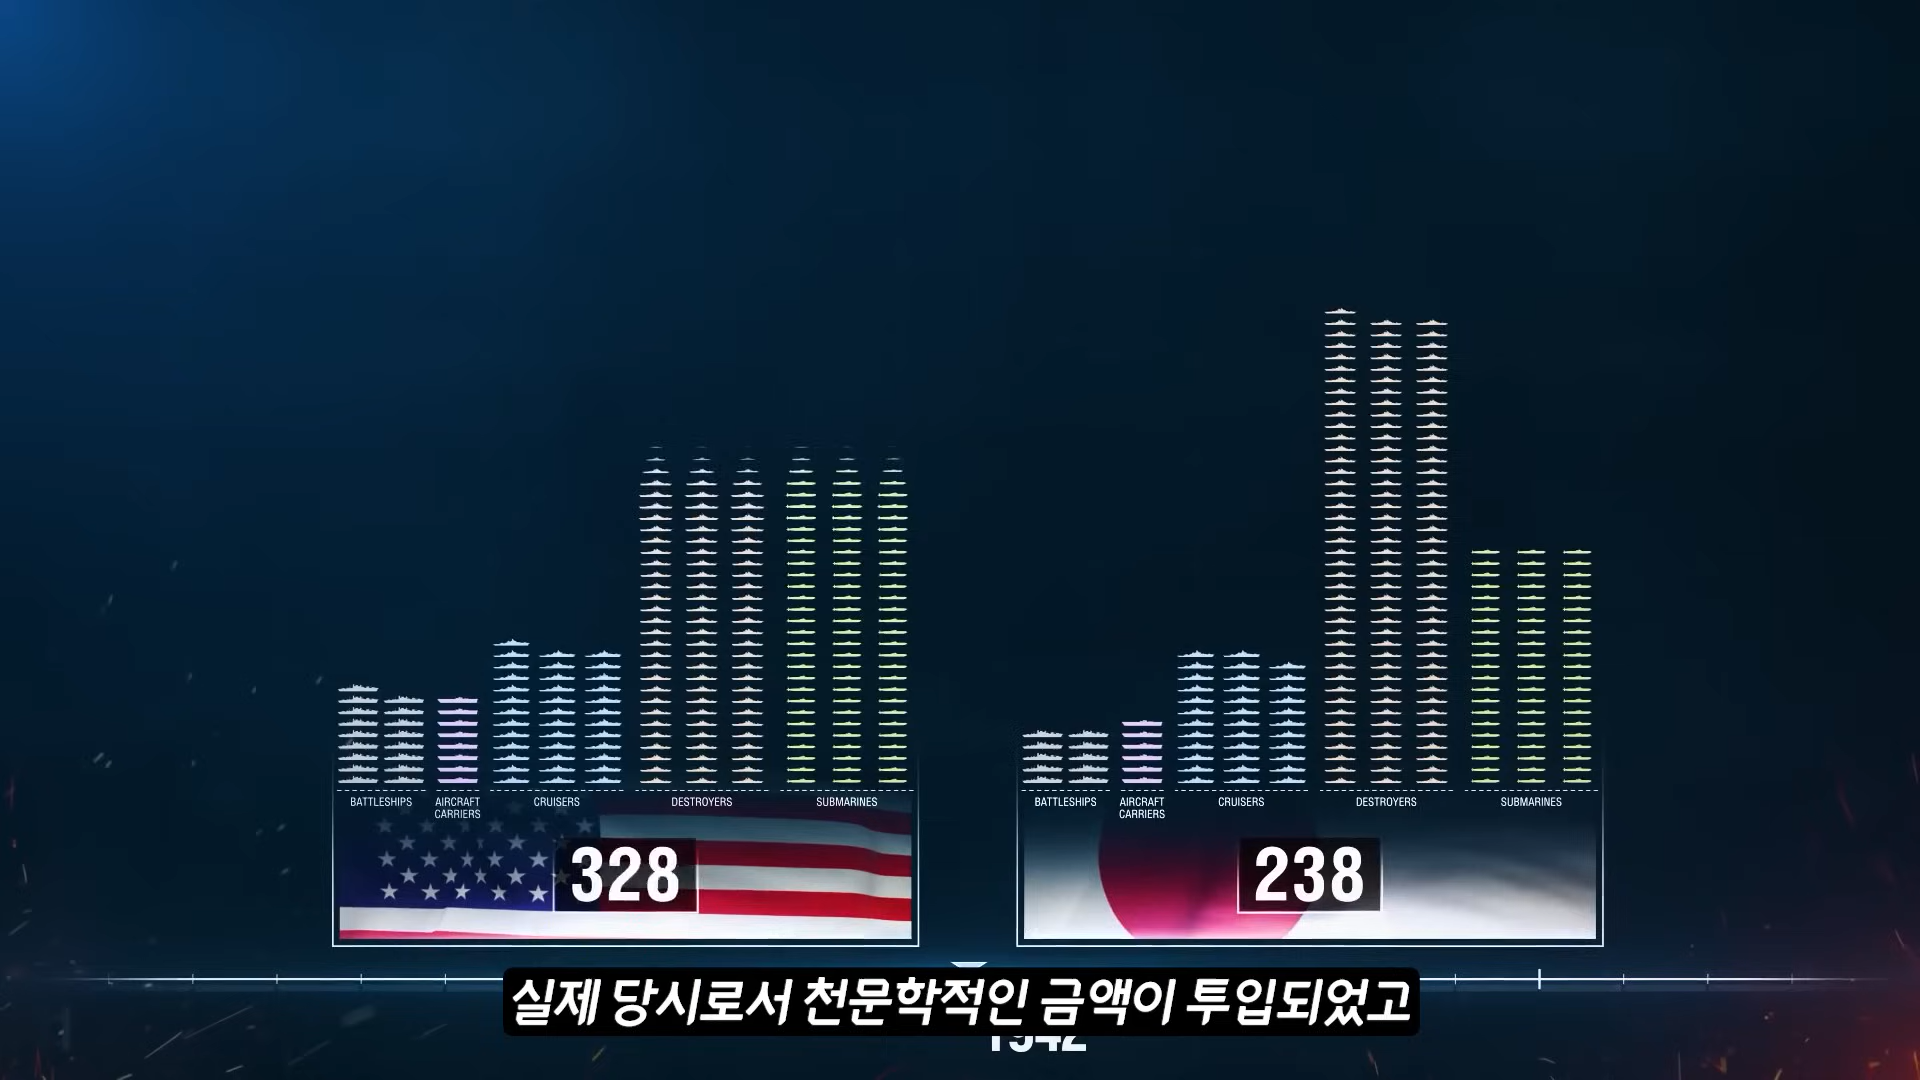 BATTLESHIPS AIRCRAFT CARRIERS CRUISERS DESTROYERS SUBMARINES
328
BATTLESHIPS AIRCRAFT CARRIERS CRUISERS DESTROYERS SUBMARINES
238
실제 당시로서 천문학적인 금액이 투입되었고
1942